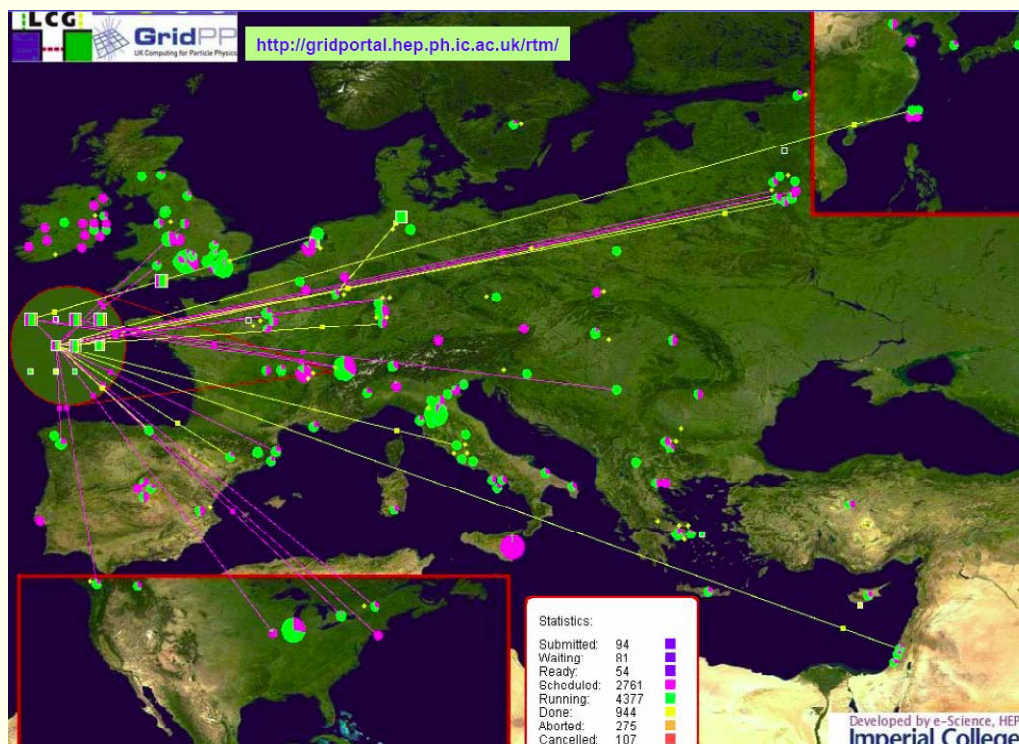 LCG
GridPP
UK Computing for Particle Physics
http://gridportal.hep.ph.ic.ac.uk/rtm/
Statistics:
Submitted: 94
Waiting: 81
Ready: 54
Scheduled: 2761
Running: 4377
Done: 944
Aborted: 275
Cancelled: 107
Developed by e-Science, HEP
Imperial College